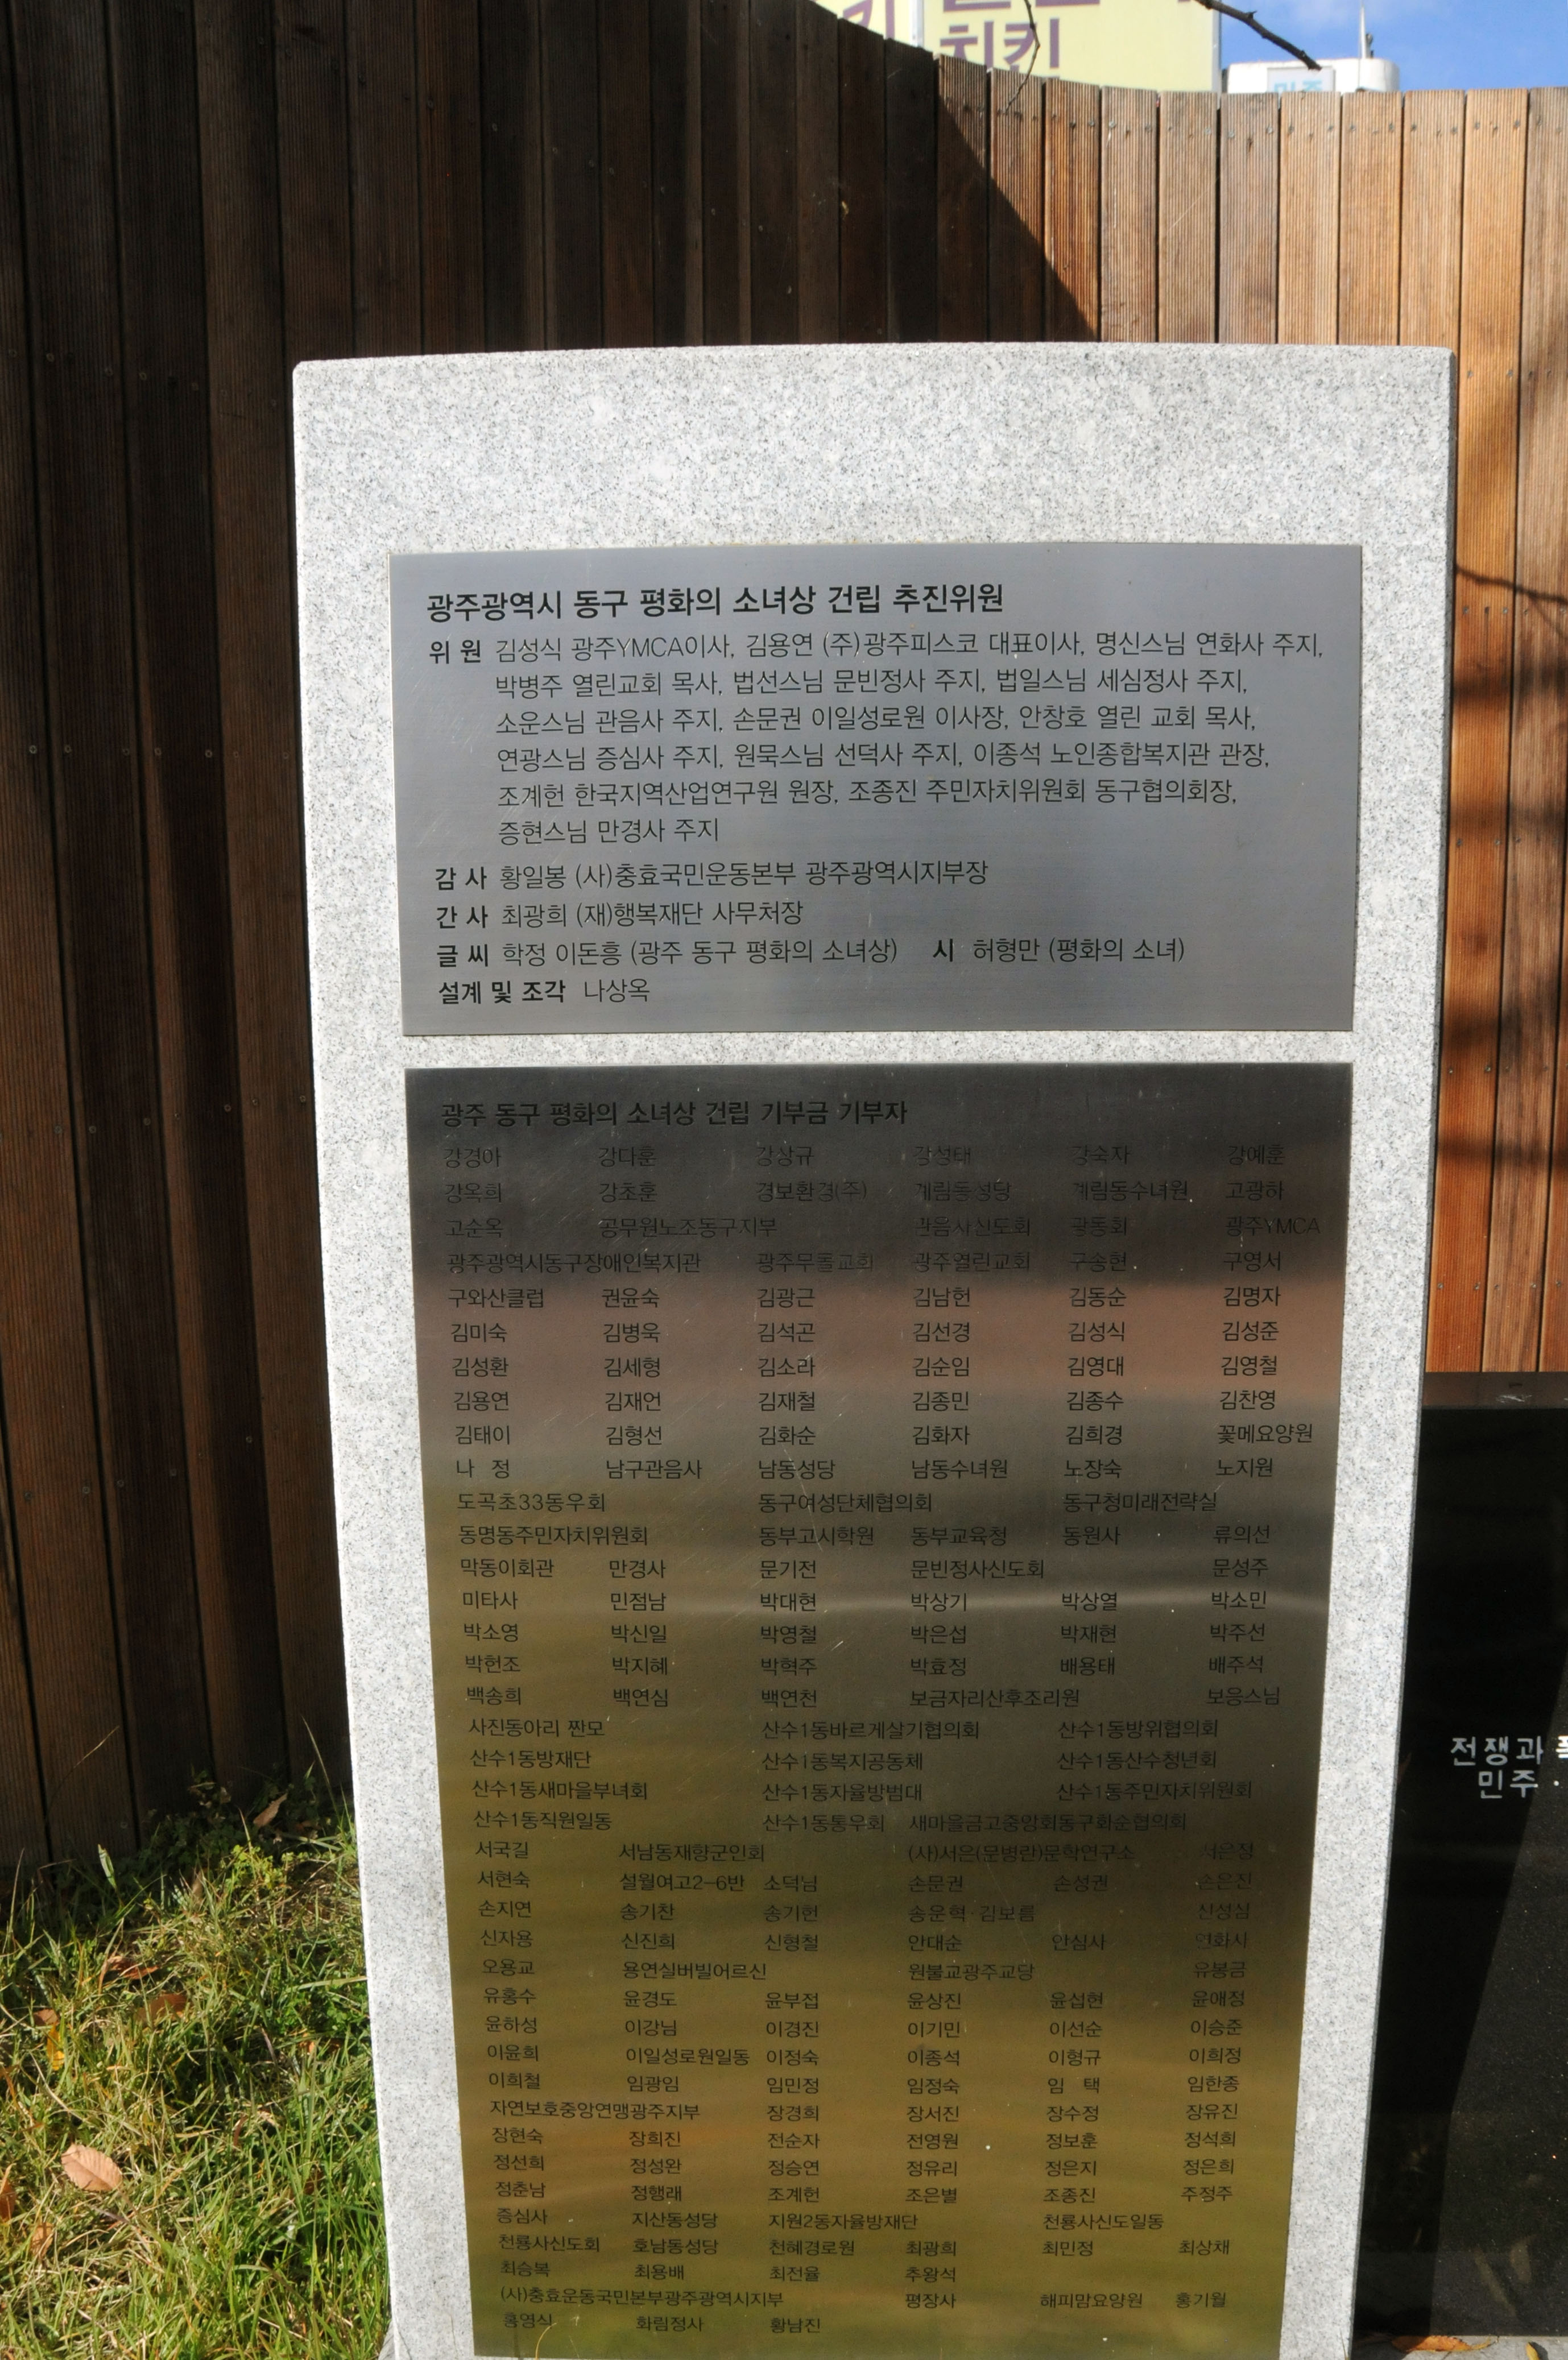 치킨
광주광역시 동구 평화의 소녀상 건립 추진위원
위 원 김성식 광주YMCA이사, 김용연 (주)광주피스코 대표이사, 명신스님 연화사 주지,
박병주 열린교회 목사, 법선스님 문빈정사 주지, 법일스님 세심정사 주지,
소운스님 관음사 주지, 손문권 이일성로원 이사장, 안창호 열린 교회 목사,
연광스님 증심사 주지, 원묵스님 선덕사 주지, 이종석 노인종합복지관 관장,
조계헌 한국지역산업연구원 원장, 조종진 주민자치위원회 동구협의회장,
증현스님 만경사 주지
감 사 황일봉 (사)충효국민운동본부 광주광역시지부장
간 사 최광희 (재)행복재단 사무처장
글 씨 학정 이돈흥 (광주 동구 평화의 소녀상) 시 허형만 (평화의 소녀)
설계 및 조각 나상옥
광주 동구 평화의 소녀상 건립 기부금 기부자
강경아 강다훈 강상규 강성태 강숙자 강예훈
강옥희 강초훈 경보환경(주) 계림동성당 계림동수녀원 고광하
고순옥 공무원노조동구지부 관음사신도회 광동회 광주YMCA
광주광역시동구장애인복지관 광주무돌교회 광주열린교회 구송현 구영서
구와산클럽 권윤숙 김광근 김남헌 김동순 김명자
김미숙 김병욱 김석곤 김선경 김성식 김성준
김성환 김세형 김소라 김순임 김영대 김영철
김용연 김재언 김재철 김종민 김종수 김찬영
김태이 김형선 김화순 김화자 김희경 꽃메요양원
나 정 남구관음사 남동성당 남동수녀원 노장숙 노지원
도곡초33동우회 동구여성단체협의회 동구청미래전략실
동명동주민자치위원회 동부고시학원 동부교육청 동원사 류의선
막동이회관 만경사 문기전 문빈정사신도회 문성주
미타사 민점남 박대현 박상기 박상열 박소민
박소영 박신일 박영철 박은섭 박재현 박주선
박헌조 박지혜 박혁주 박효정 배용태 배주석
백송희 백연심 백연천 보금자리산후조리원 보응스님
사진동아리 짠모 산수1동바르게살기협의회 산수1동방위협의회
산수1동방재단 산수1동복지공동체 산수1동산수청년회
산수1동새마을부녀회 산수1동자율방범대 산수1동주민자치위원회
산수1동직원일동 산수1동통우회 새마을금고중앙회동구화순협의회
서국길 서남동재향군인회 (사)서은(문병란)문학연구소 서은정
서현숙 설월여고2-6반 소덕님 손문권 손성권 손은진
손지연 송기찬 송기헌 송운혁·김보름 신성심
신자용 신진희 신형철 안대순 안심사 연화사
오용교 용연실버빌어르신 원불교광주교당 유봉금
유홍수 윤경도 윤부접 윤상진 윤섭현 윤애정
윤하성 이강님 이경진 이기민 이선순 이승준
이윤희 이일성로원일동 이정숙 이종석 이형규 이희정
이희철 임광임 임민정 임정숙 임 택 임한종
자연보호중앙연맹광주지부 장경희 장서진 장수정 장유진
장현숙 장희진 전순자 전영원 정보훈 정석희
정선희 정성완 정승연 정유리 정은지 정은희
정춘남 정행래 조계헌 조은별 조종진 주정주
증심사 지산동성당 지원2동자율방재단 천룡사신도일동
천룡사신도회 호남동성당 천혜경로원 최광희 최민정 최상채
최승복 최용배 최전율 추왕석
(사)충효운동국민본부광주광역시지부 평장사 해피맘요양원 홍기월
홍영식 화림정사 황남진
전쟁과
민주 ·